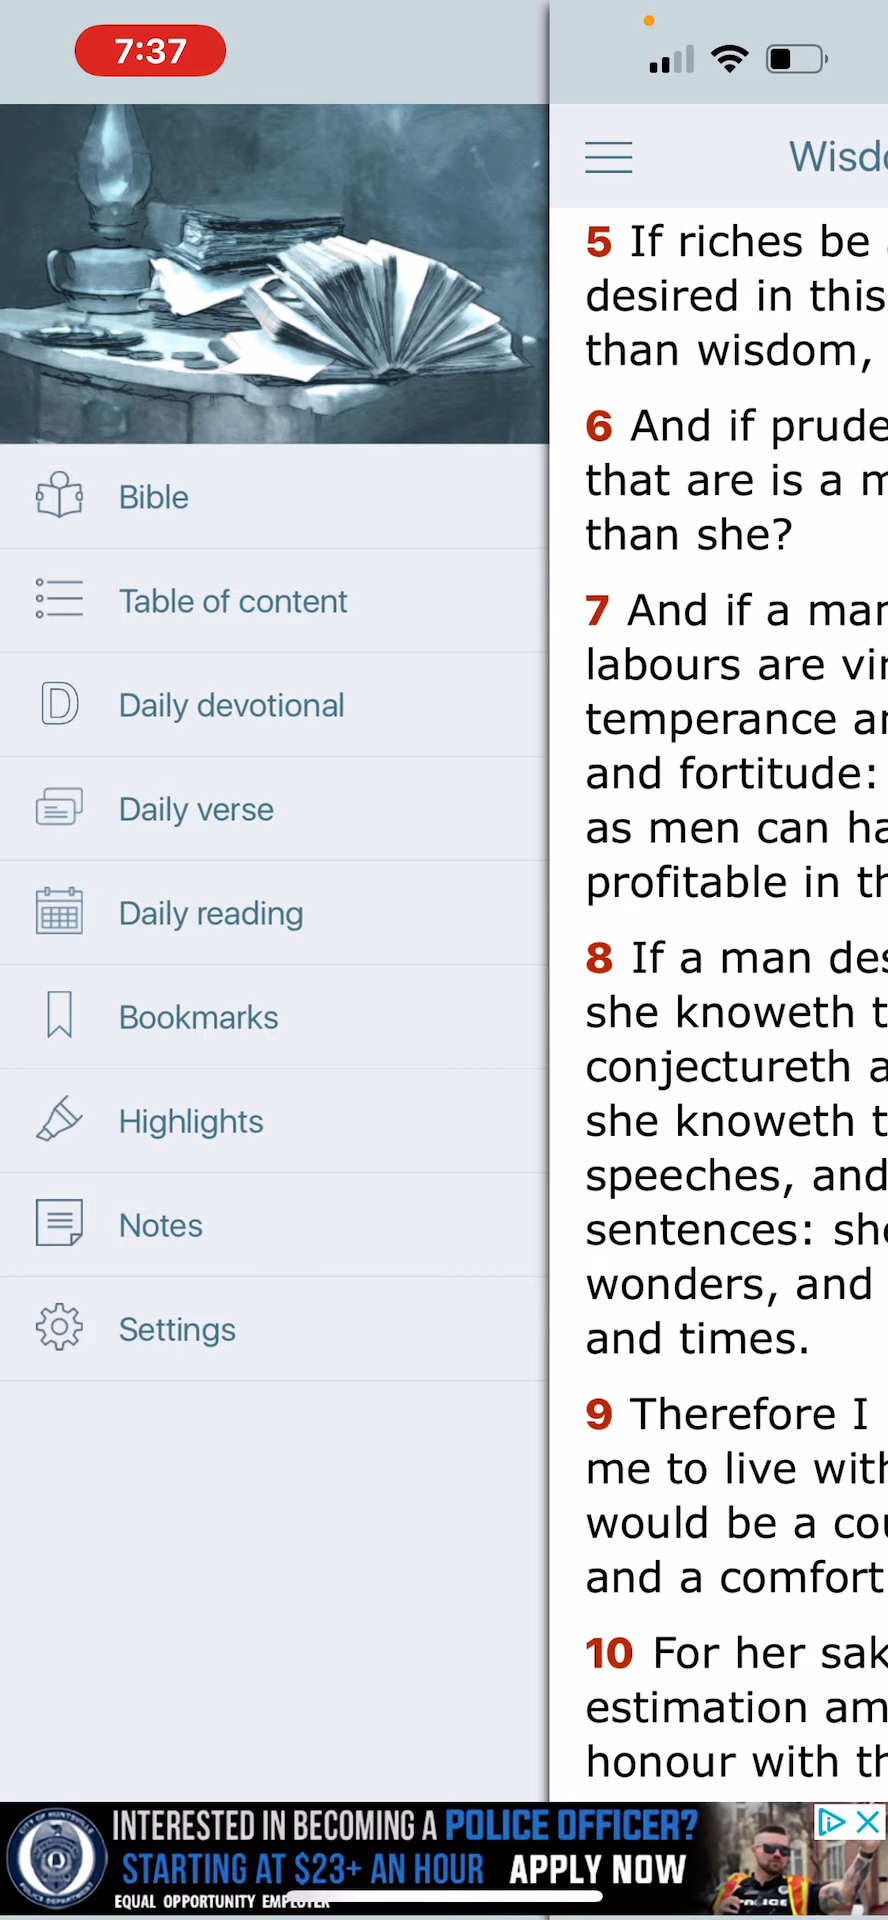 7:37
Bible
Table of content
Daily devotional
Daily verse
Daily reading
Bookmarks
Highlights
Notes
Settings
5 If riches be
desired in this
than wisdom,
6 And if prude
that are is a m
than she?
7 And if a man
labours are vir
temperance an
and fortitude:
as men can ha
profitable in th
8 If a man des
she knoweth t
conjectureth a
she knoweth t
speeches, and
sentences: she
wonders, and
and times.
9 Therefore I
me to live with
would be a cou
and a comfort
10 For her sak
estimation am
honour with th
INTERESTED IN BECOMING A POLICE OFFICER?
STARTING AT $23+ AN HOUR APPLY NOW
EQUAL OPPORTUNITY EMPLOYER
POLICE